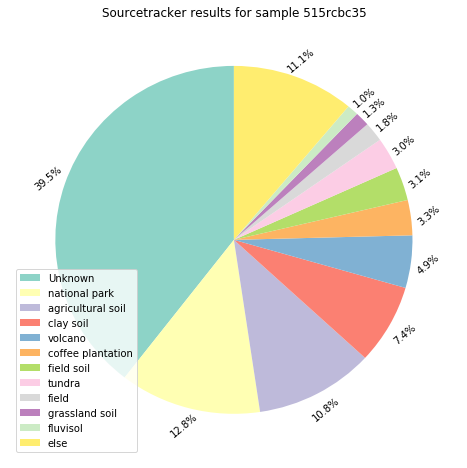 Sourcetracker results for sample 515rcbc35
11.1%
1.0%
1.3%
1.8%
3.0%
3.1%
3.3%
4.9%
7.4%
10.8%
12.8%
39.5%
Unknown
national park
agricultural soil
clay soil
volcano
coffee plantation
field soil
tundra
field
grassland soil
fluvisol
else